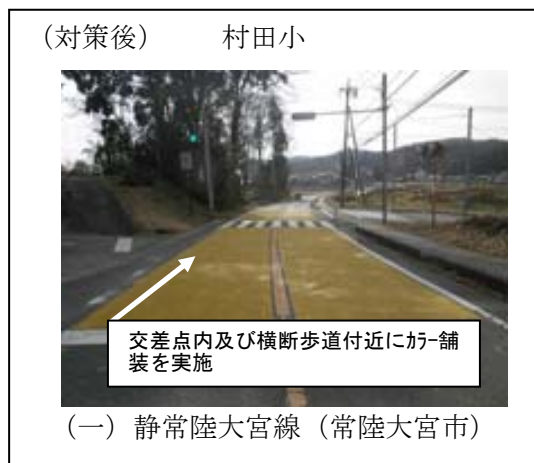 （対策後）　　村田小
交差点内及び横断歩道付近にｶﾗｰ舗
装を実施
（一）静常陸大宮線（常陸大宮市）